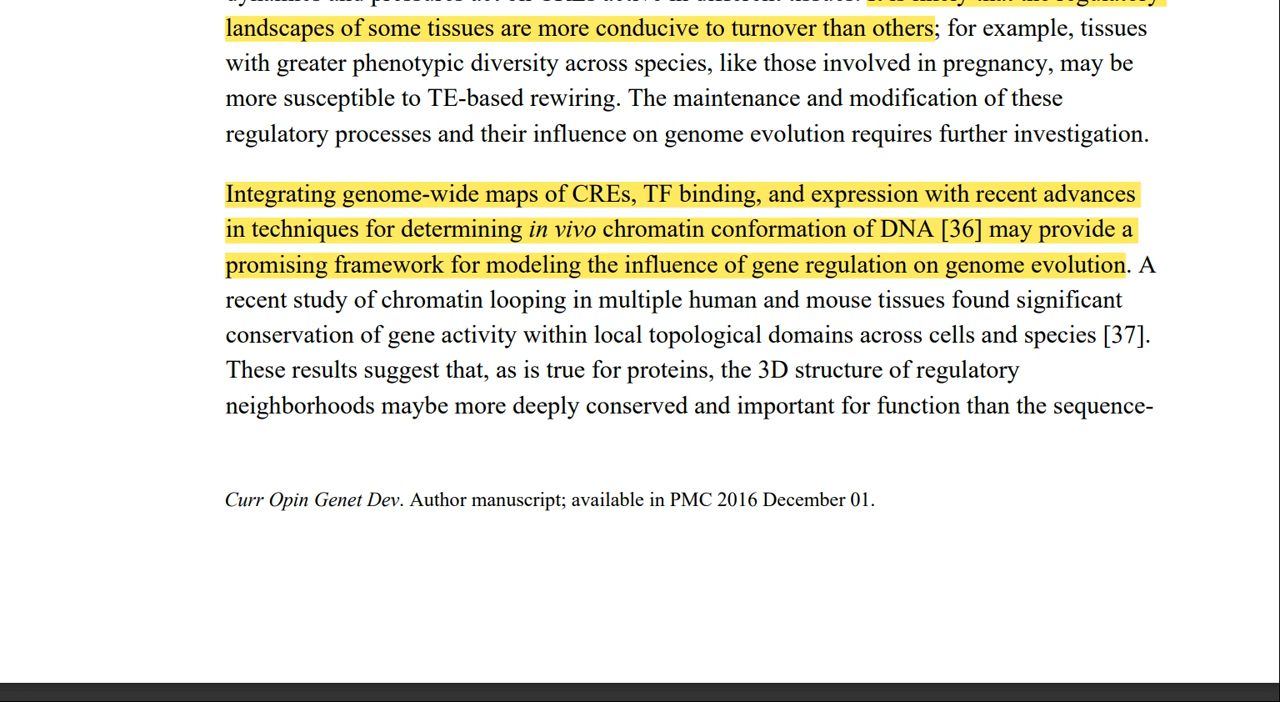 landscapes of some tissues are more conducive to turnover than others; for example, tissues
with greater phenotypic diversity across species, like those involved in pregnancy, may be
more susceptible to TE-based rewiring. The maintenance and modification of these
regulatory processes and their influence on genome evolution requires further investigation.
Integrating genome-wide maps of CREs, TF binding, and expression with recent advances
in techniques for determining in vivo chromatin conformation of DNA [36] may provide a
promising framework for modeling the influence of gene regulation on genome evolution. A
recent study of chromatin looping in multiple human and mouse tissues found significant
conservation of gene activity within local topological domains across cells and species [37].
These results suggest that, as is true for proteins, the 3D structure of regulatory
neighborhoods maybe more deeply conserved and important for function than the sequence-
Curr Opin Genet Dev. Author manuscript; available in PMC 2016 December 01.